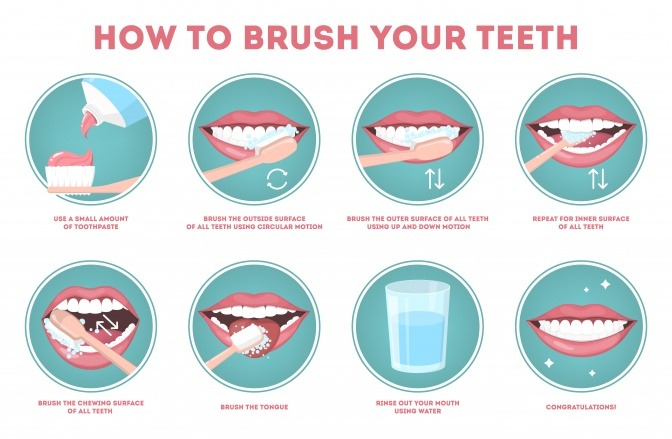 HOW TO BRUSH YOUR TEETH
USE A SMALL AMOUNT
OF TOOTHPASTE
BRUSH THE OUTSIDE SURFACE
OF ALL TEETH USING CIRCULAR MOTION
BRUSH THE OUTER SURFACE OF ALL TEETH
USING UP AND DOWN MOTION
REPEAT FOR INNER SURFACE
OF ALL TEETH
BRUSH THE CHEWING SURFACE
OF ALL TEETH
BRUSH THE TONGUE
RINSE OUT YOUR MOUTH
USING WATER
CONGRATULATIONS!